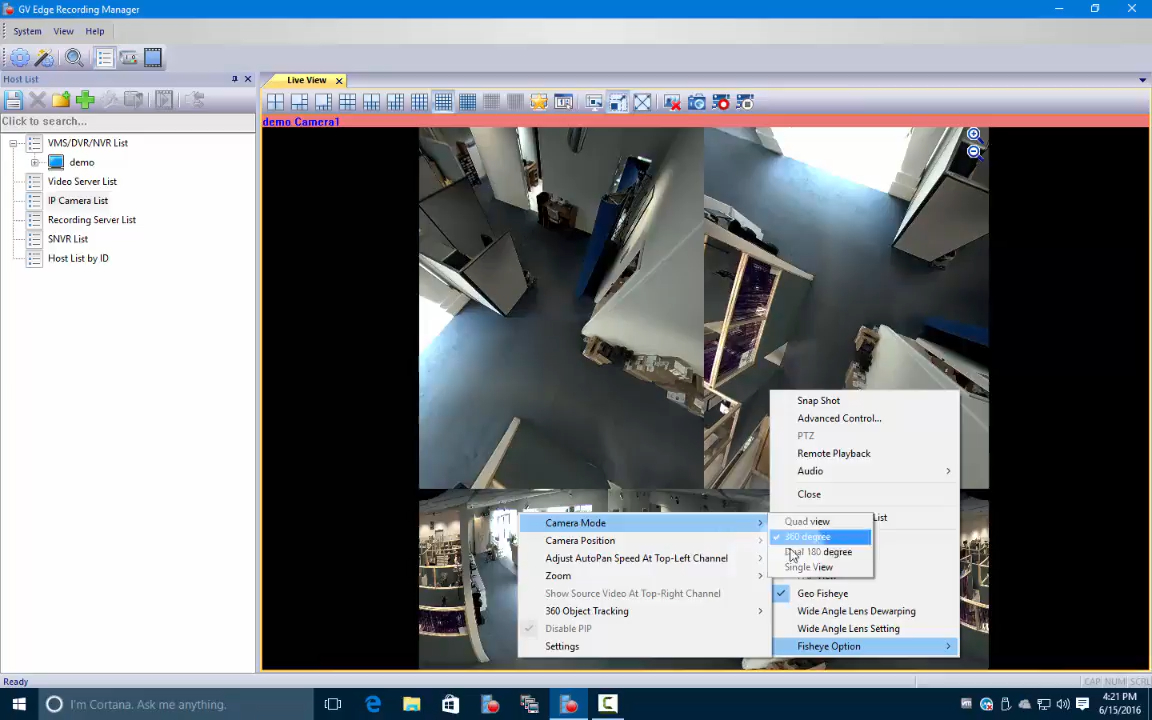 GV Edge Recording Manager
System View Help
Host List
Click to search...
VMS/DVR/NVR List
demo
Video Server List
IP Camera List
Recording Server List
SNVR List
Host List by ID
Live View
demo Camera1
Snap Shot
Advanced Control...
PTZ
Remote Playback
Audio
Close
List
Geo Fisheye
Wide Angle Lens Dewarping
Wide Angle Lens Setting
Fisheye Option
Camera Mode
Camera Position
Adjust AutoPan Speed At Top-Left Channel
Zoom
Show Source Video At Top-Right Channel
360 Object Tracking
Disable PIP
Settings
Quad view
360 degree
Dual 180 degree
Single View
Ready
CAP NUM SCRL
I'm Cortana. Ask me anything.
4:21 PM
6/15/2016